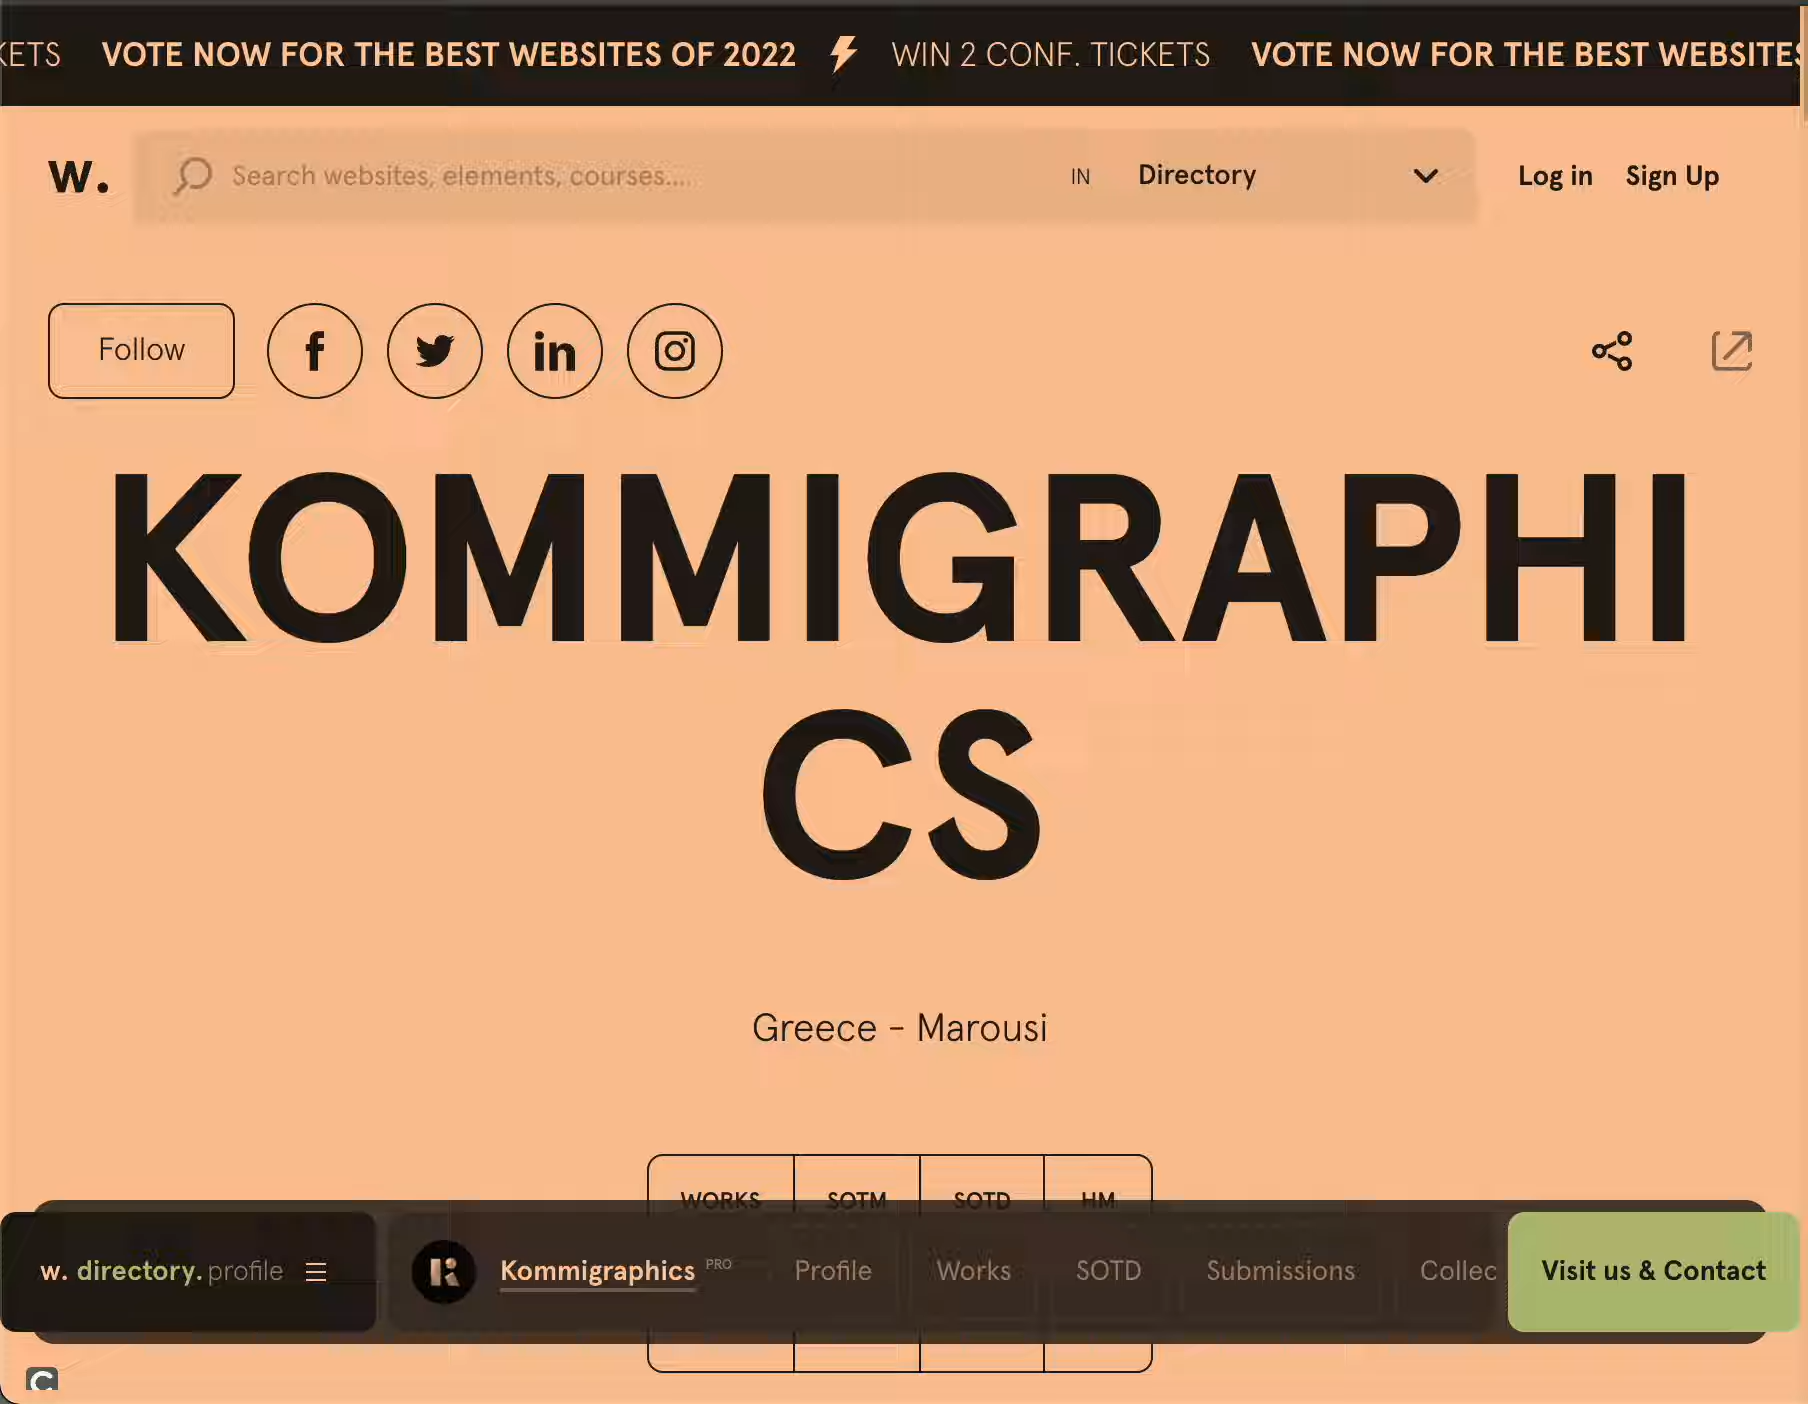 KETS VOTE NOW FOR THE BEST WEBSITES OF 2022 WIN 2 CONF. TICKETS VOTE NOW FOR THE BEST WEBSITES
W. Search websites, elements, courses.... IN Directory Log in Sign Up
Follow
KOMMIGRAPHI
CS
Greece - Marousi
WORKS SOTM SOTD HM
w. directory. profile Kommigraphics PRO Profile Works SOTD Submissions Collec Visit us & Contact